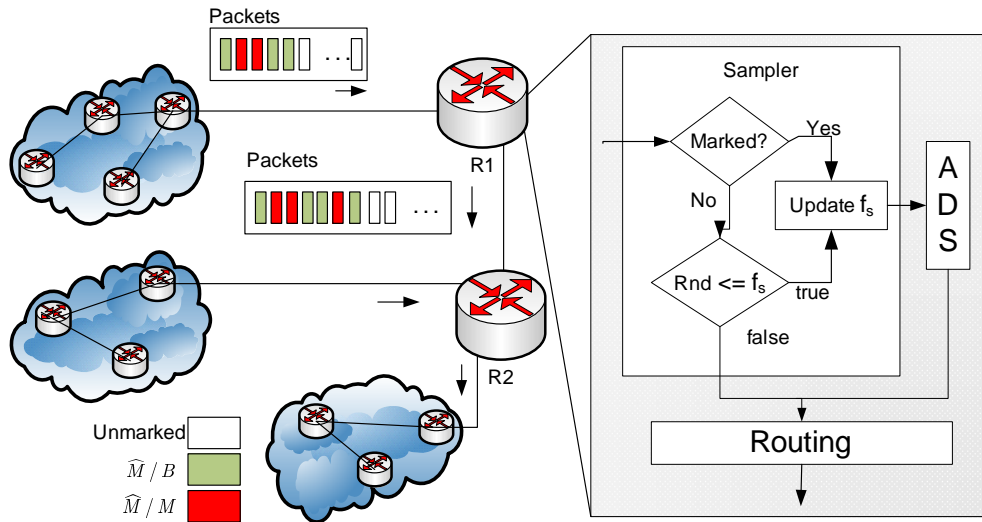 Packets
...
R1
Packets
...
R2
Unmarked
M̂ / B
M̂ / M
Sampler
Marked?
Yes
No
Update fₛ
Rnd <= fₛ
true
false
A
D
S
Routing